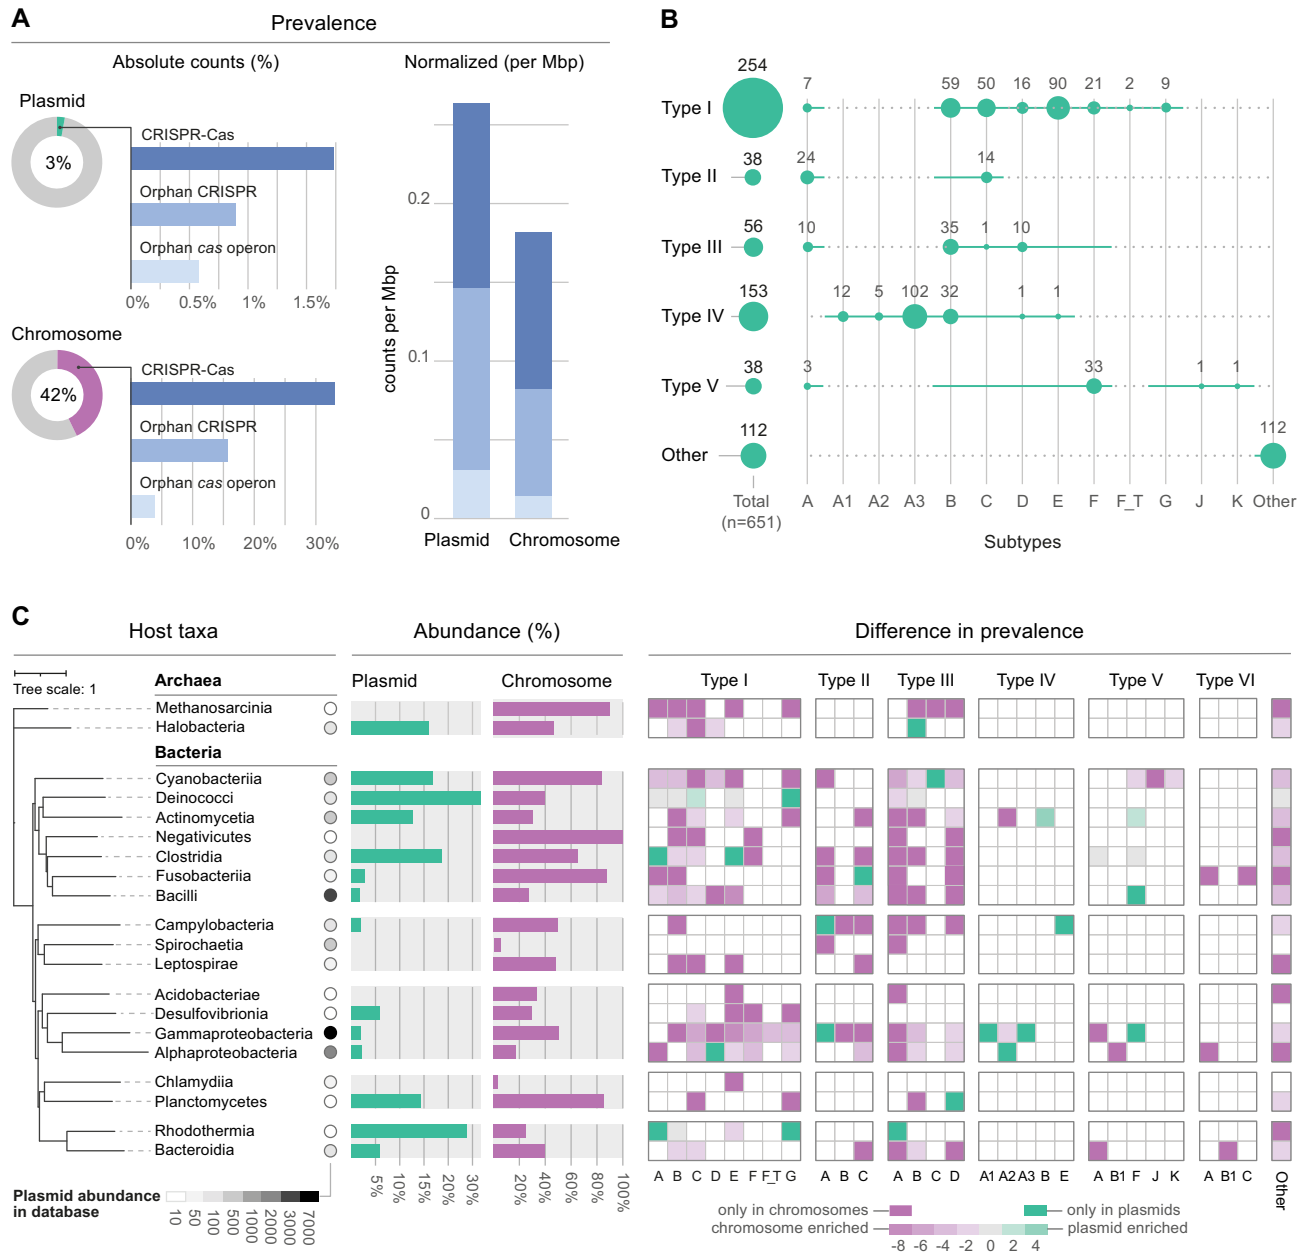 A
Prevalence
Absolute counts (%)
Normalized (per Mbp)
Plasmid
3%
CRISPR-Cas
Orphan CRISPR
Orphan cas operon
0% 0.5% 1% 1.5%
Chromosome
42%
CRISPR-Cas
Orphan CRISPR
Orphan cas operon
0% 10% 20% 30%
counts per Mbp
0.2
0.1
0
Plasmid Chromosome
B
Type I 254 7 59 50 16 90 21 2 9
Type II 38 24 14
Type III 56 10 35 1 10
Type IV 153 12 5 102 32 1 1
Type V 38 3 33 1 1
Other 112 112
Total A A1 A2 A3 B C D E F F_T G J K Other
(n=651)
Subtypes
C
Host taxa
Abundance (%)
Difference in prevalence
Tree scale: 1
Archaea
Plasmid
Chromosome
Type I Type II Type III Type IV Type V Type VI
Methanosarcinia
Halobacteria
Bacteria
Cyanobacteriia
Deinococci
Actinomycetia
Negativicutes
Clostridia
Fusobacteriia
Bacilli
Campylobacteria
Spirochaetia
Leptospirae
Acidobacteriae
Desulfovibrionia
Gammaproteobacteria
Alphaproteobacteria
Chlamydiia
Planctomycetes
Rhodothermia
Bacteroidia
5% 10% 15% 20% 30%
20% 40% 60% 80% 100%
A B C D E F F_T G
A B C
A B C D
A1 A2 A3 B E
A B1 F J K
A B1 C
Other
Plasmid abundance
in database
10 50 100 500 1000 2000 3000 7000
only in chromosomes
only in plasmids
chromosome enriched
plasmid enriched
-8 -6 -4 -2 0 2 4